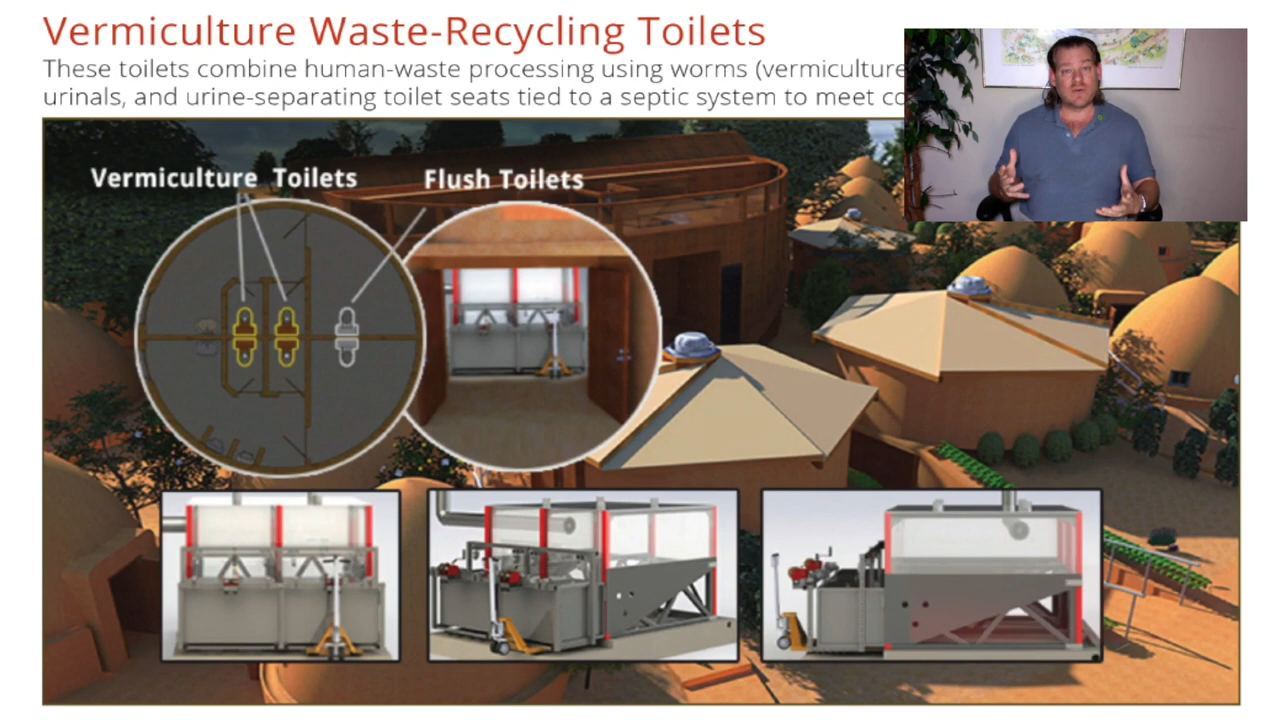 Vermiculture Waste-Recycling Toilets
These toilets combine human-waste processing using worms (vermiculture
urinals, and urine-separating toilet seats tied to a septic system to meet co
Vermiculture Toilets
Flush Toilets